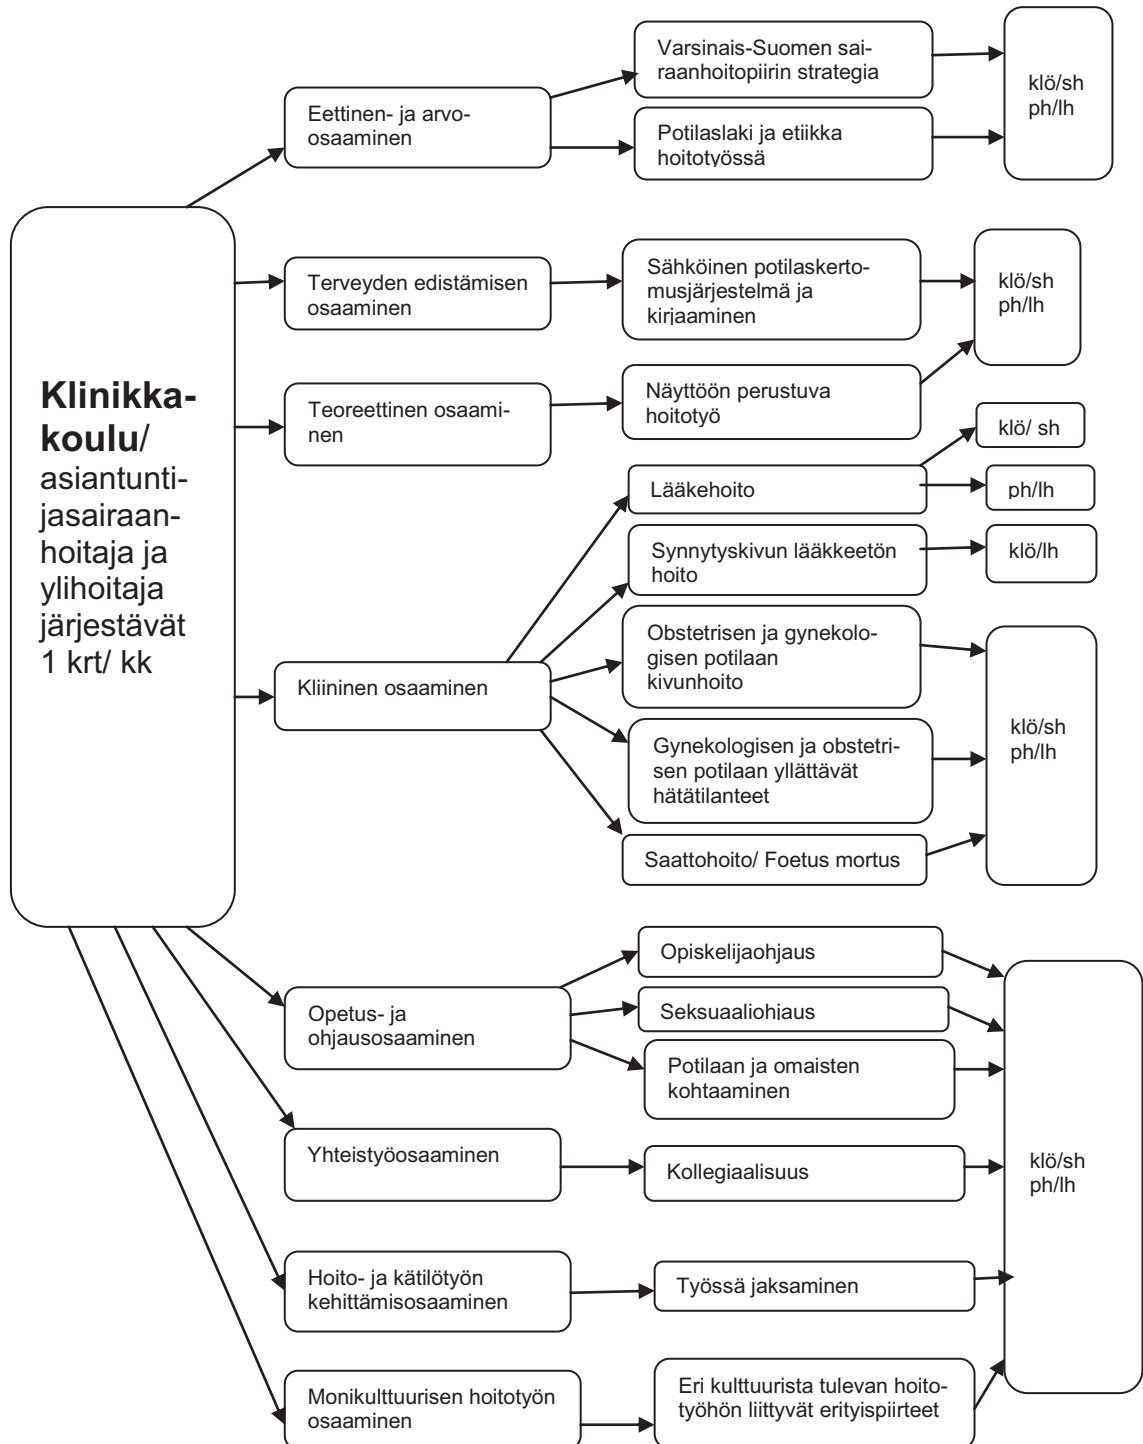 Klinikka-
koulu/
asiantunti-
jasairaan-
hoitaja ja
ylihoitaja
järjestävät
1 krt/ kk
Eettinen- ja arvo-
osaaminen
Varsinais-Suomen sai-
raanhoitopiirin strategia
Potilaslaki ja etiikka
hoitotyössä
klö/sh
ph/lh
Terveyden edistämisen
osaaminen
Sähköinen potilaskerto-
musjärjestelmä ja
kirjaaminen
klö/sh
ph/lh
Teoreettinen osaami-
nen
Näyttöön perustuva
hoitotyö
Kliininen osaaminen
Lääkehoito
klö/ sh
ph/lh
Synnytyskivun lääkkeetön
hoito
klö/lh
Obstetrisen ja gynekolo-
gisen potilaan
kivunhoito
Gynekologisen ja obstetri-
sen potilaan yllättävät
hätätilanteet
Saattohoito/ Foetus mortus
klö/sh
ph/lh
Opetus- ja
ohjausosaaminen
Opiskelijaohjaus
Seksuaaliohjaus
Potilaan ja omaisten
kohtaaminen
Yhteistyöosaaminen
Kollegiaalisuus
klö/sh
ph/lh
Hoito- ja kätilötyön
kehittämisosaaminen
Työssä jaksaminen
Monikulttuurisen hoitotyön
osaaminen
Eri kulttuurista tulevan hoito-
työhön liittyvät erityispiirteet